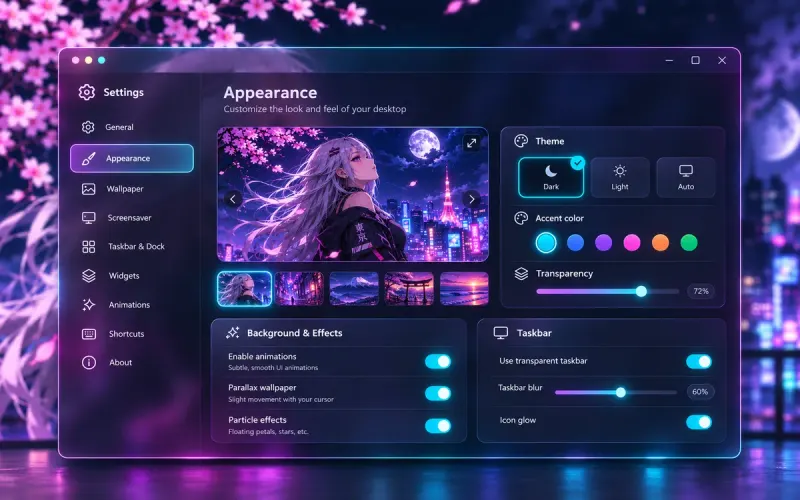 Settings
General
Appearance
Wallpaper
Screensaver
Taskbar & Dock
Widgets
Animations
Shortcuts
About
Appearance
Customize the look and feel of your desktop
東京
Theme
Dark
Light
Auto
Accent color
Transparency
72%
Background & Effects
Enable animations
Subtle, smooth UI animations
Parallax wallpaper
Slight movement with your cursor
Particle effects
Floating petals, stars, etc.
Taskbar
Use transparent taskbar
Taskbar blur
60%
Icon glow